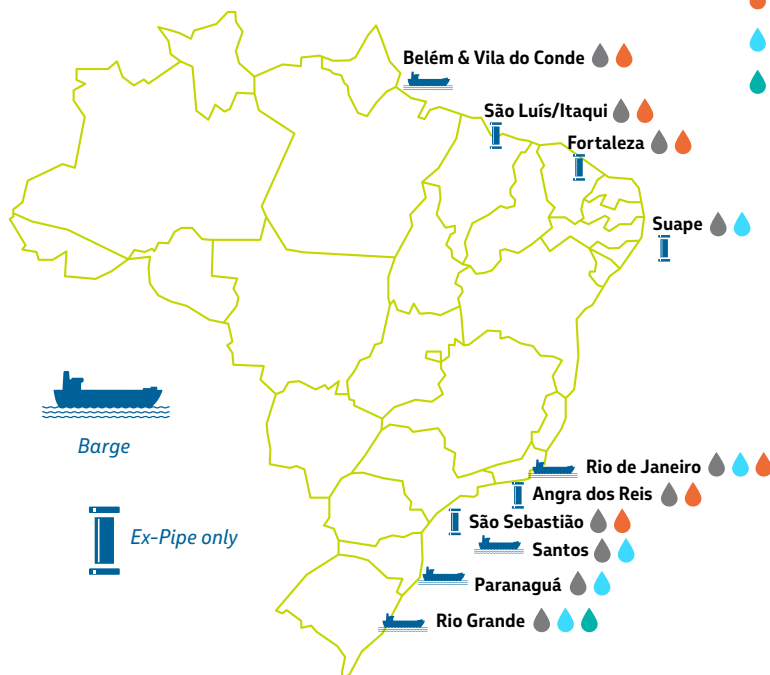 Belém & Vila do Conde
São Luís/Itaqui
Fortaleza
Suape
Barge
Ex-Pipe only
Rio de Janeiro
Angra dos Reis
São Sebastião
Santos
Paranaguá
Rio Grande